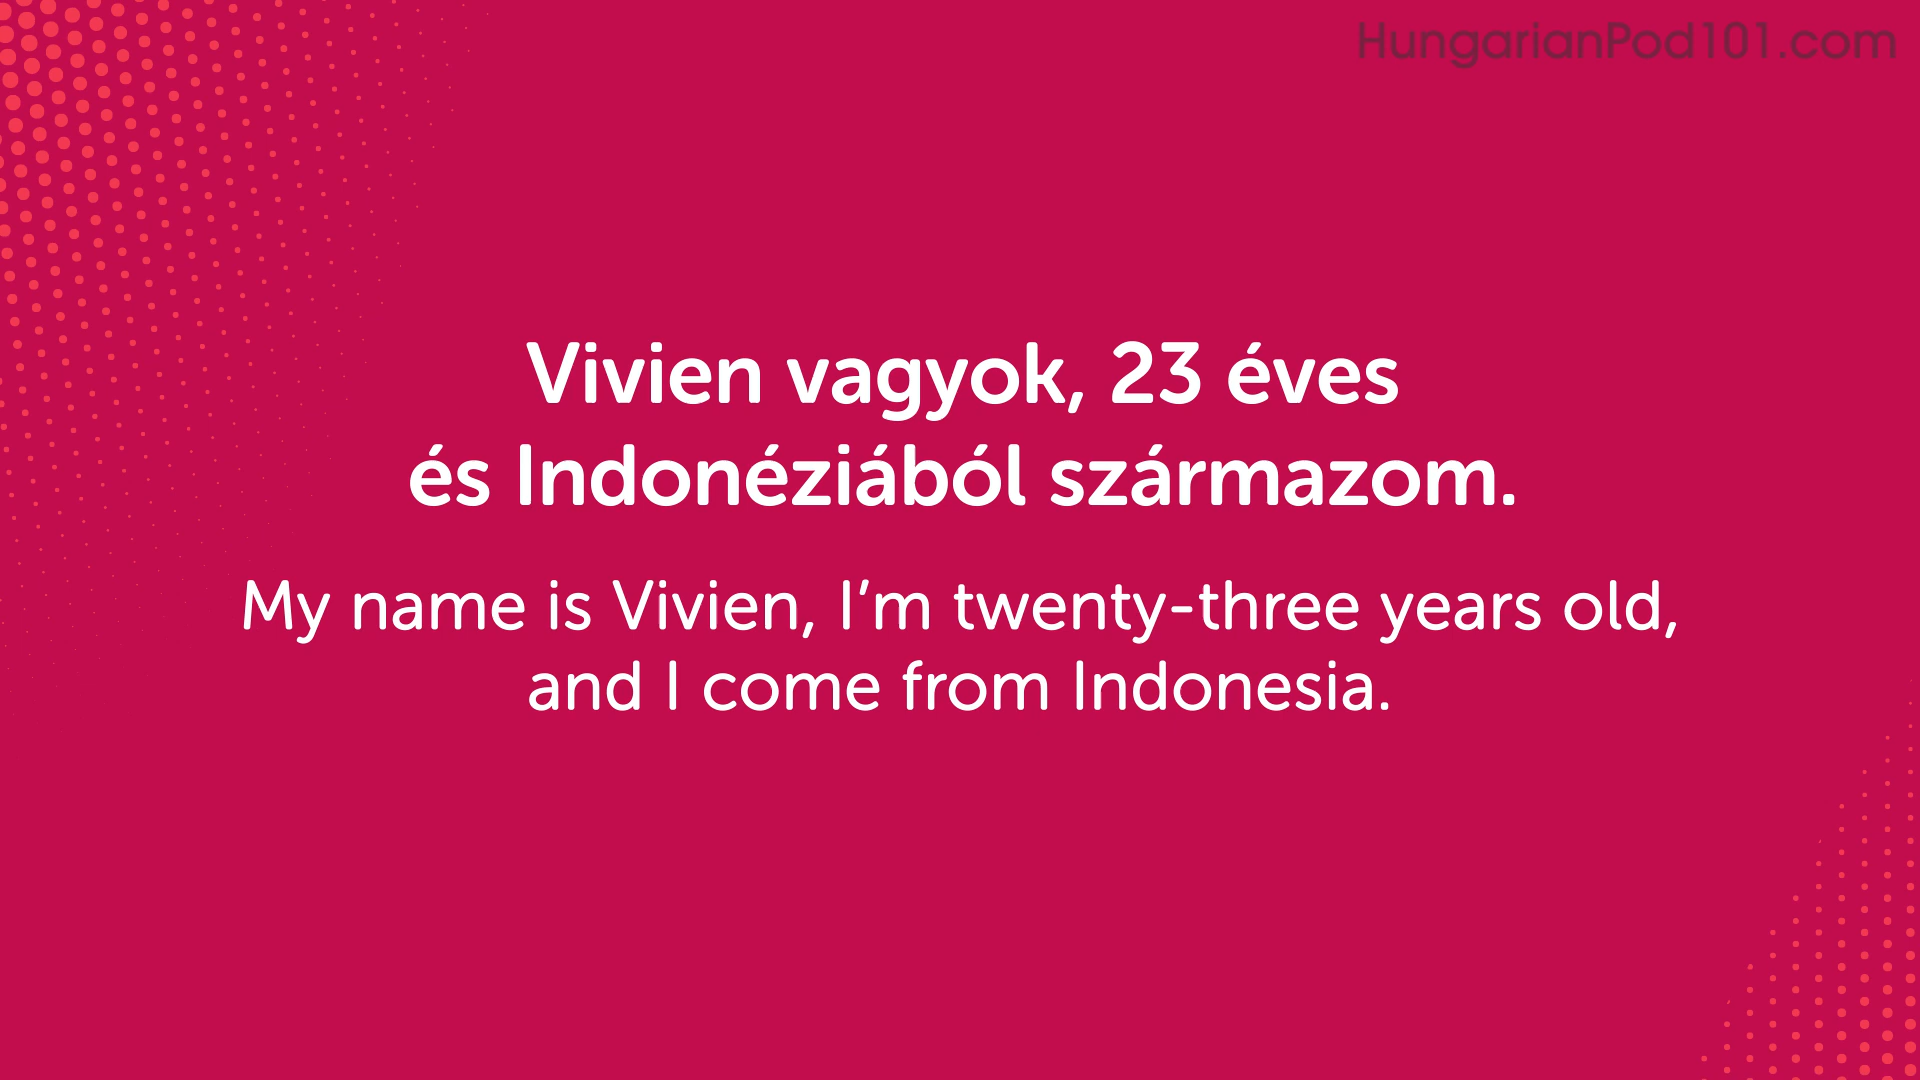 HungarianPod101.com
Vivien vagyok, 23 éves
és Indonéziából származom.
My name is Vivien, I’m twenty-three years old,
and I come from Indonesia.